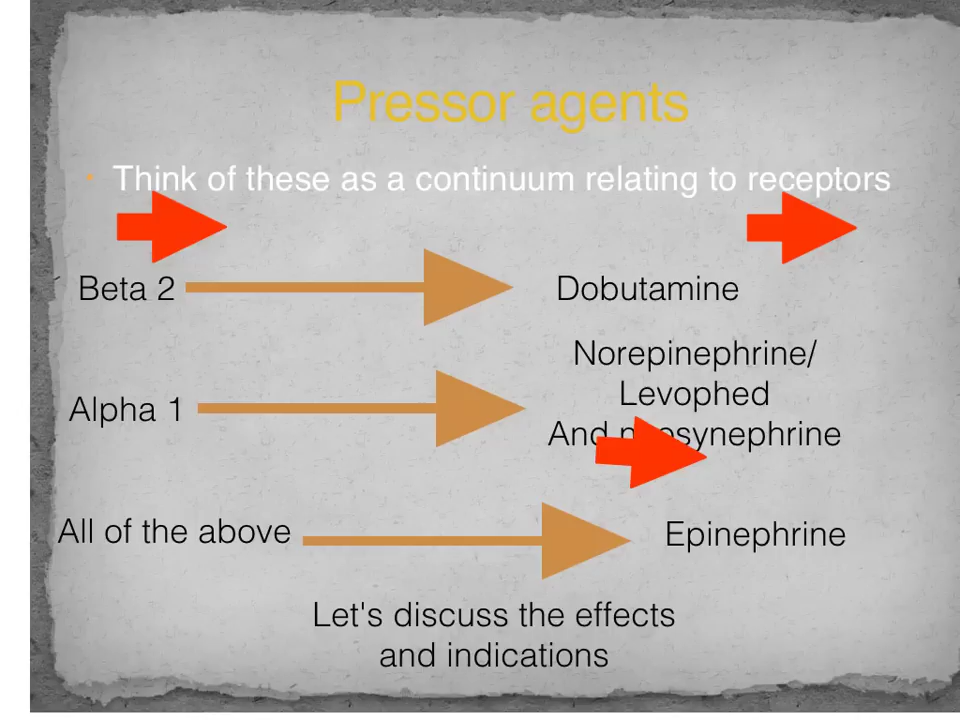 Pressor agents
• Think of these as a continuum relating to receptors
Beta 2
Dobutamine
Norepinephrine/
Levophed
Alpha 1
And neosynephrine
All of the above
Epinephrine
Let's discuss the effects
and indications